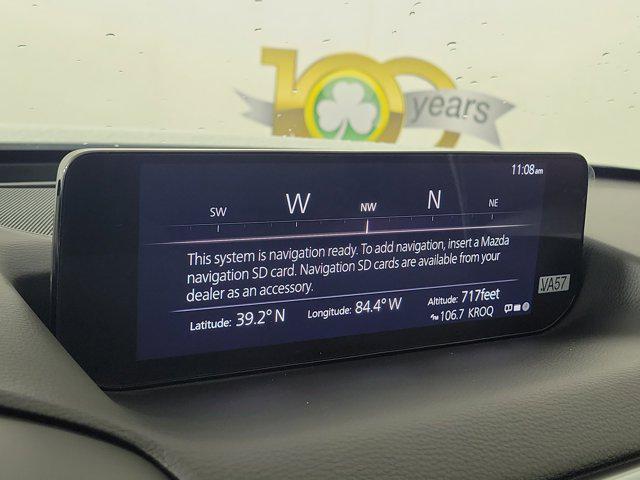 100
years
11:08am
SW W NW N NE
This system is navigation ready. To add navigation, insert a Mazda
navigation SD card. Navigation SD cards are available from your
dealer as an accessory.
Latitude: 39.2° N Longitude: 84.4° W Altitude: 717feet
106.7 KROQ
VA57